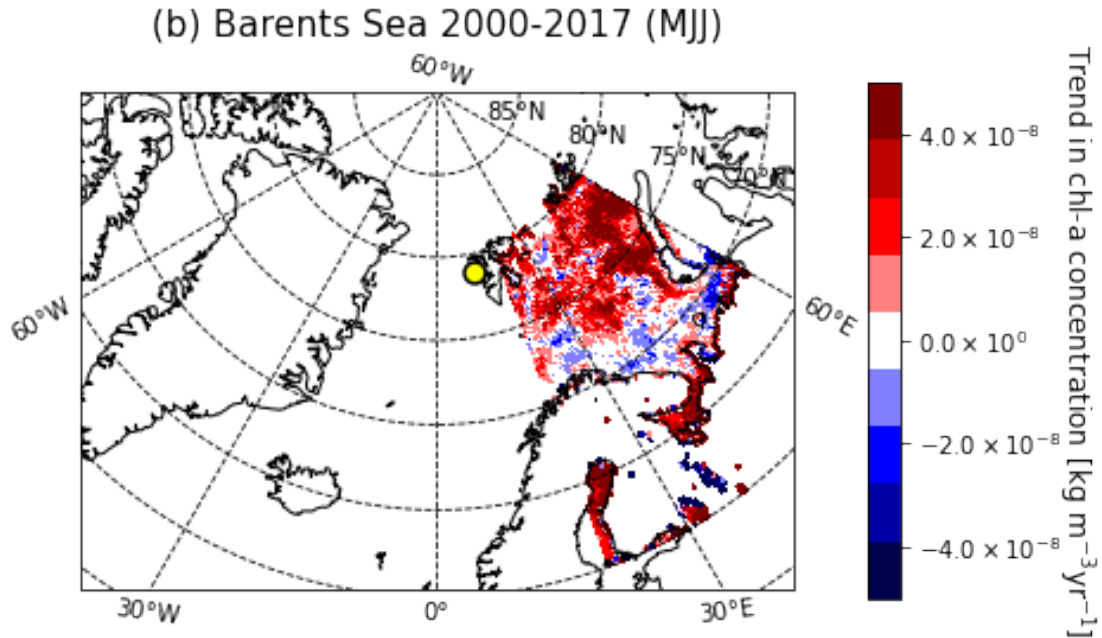 (b) Barents Sea 2000-2017 (MJJ)
60°W
85°N
80°N
75°N
70°N
60°W
60°E
30°W
0°
30°E
4.0 × 10⁻⁸
2.0 × 10⁻⁸
0.0 × 10⁰
−2.0 × 10⁻⁸
−4.0 × 10⁻⁸
Trend in chl-a concentration [kg m⁻³yr⁻¹]